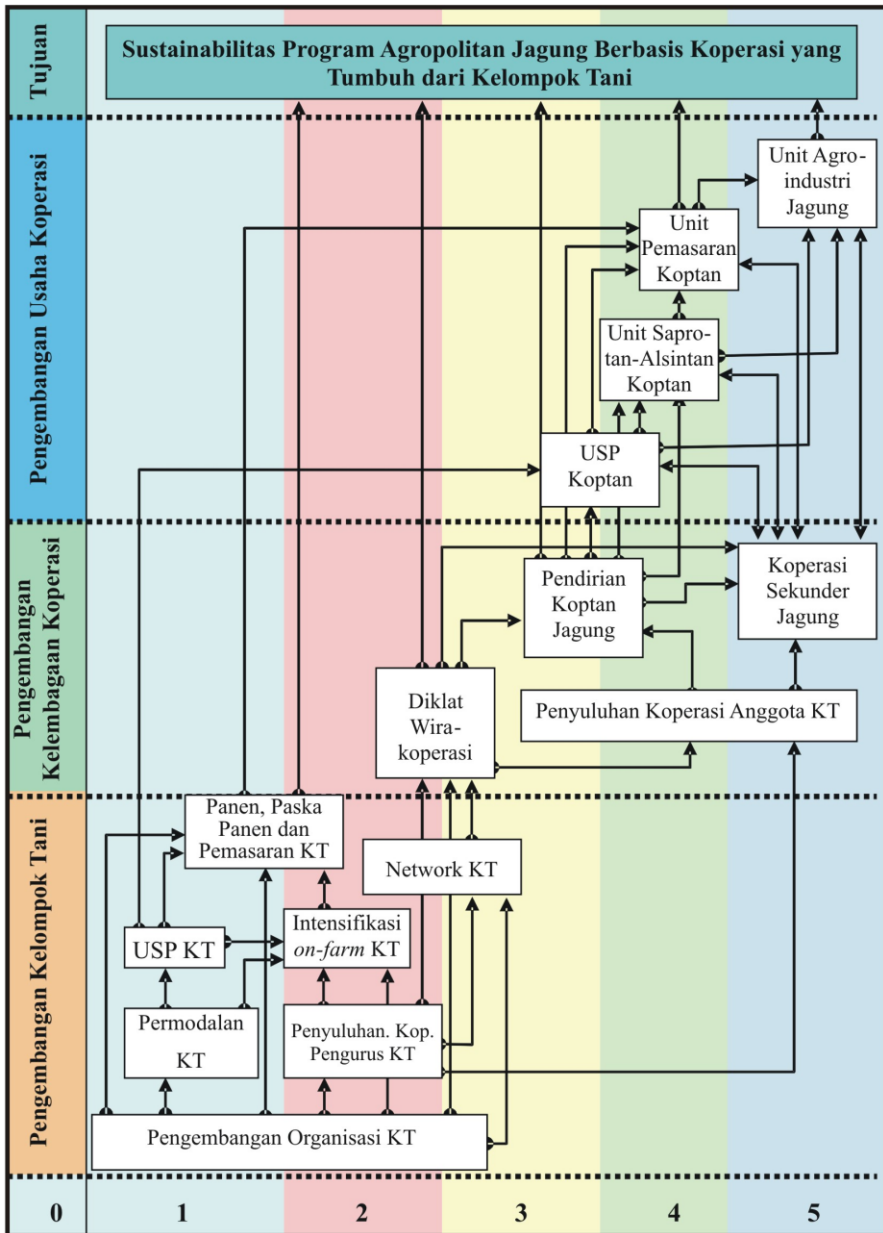 Tujuan
Sustainabilitas Program Agropolitan Jagung Berbasis Koperasi yang
Tumbuh dari Kelompok Tani
Pengembangan Usaha Koperasi
Unit Agro-
industri
Jagung
Unit
Pemasaran
Koptan
Unit Sapro-
tan-Alsintan
Koptan
USP
Koptan
Pengembangan
Kelembagaan Koperasi
Pendirian
Koptan
Jagung
Koperasi
Sekunder
Jagung
Diklat
Wira-
koperasi
Penyuluhan Koperasi Anggota KT
Pengembangan Kelompok Tani
Panen, Paska
Panen dan
Pemasaran KT
Network KT
USP KT
Intensifikasi
on-farm KT
Permodalan
KT
Penyuluhan. Kop.
Pengurus KT
Pengembangan Organisasi KT
0 1 2 3 4 5